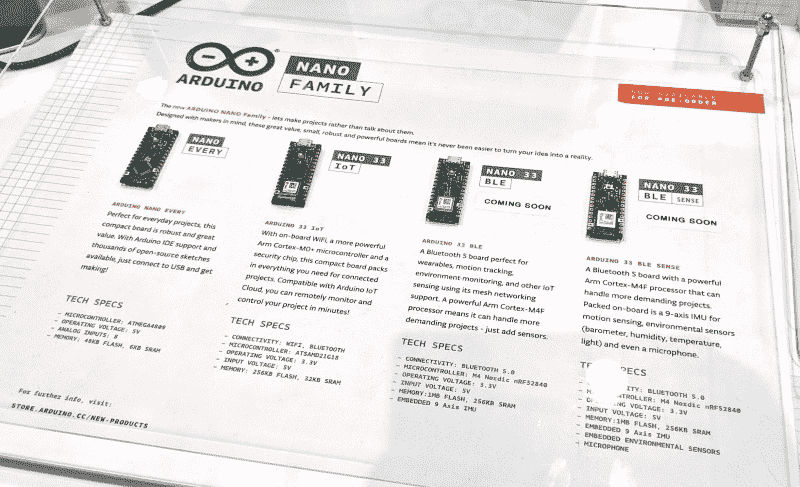 ARDUINO
NANO
FAMILY
NOW AVAILABLE
FOR PRE-ORDER
The new ARDUINO NANO Family - lets make projects rather than talk about them.
Designed with makers in mind, these great value, small, robust and powerful boards mean it's never been easier to turn your idea into a reality.
NANO
EVERY
ARDUINO NANO EVERY
Perfect for everyday projects, this
compact board is robust and great
value. With Arduino IDE support and
thousands of open-source sketches
available, just connect to USB and get
making!
TECH SPECS
- MICROCONTROLLER: ATMEGA4809
- OPERATING VOLTAGE: 5V
- ANALOG INPUTS: 8
- MEMORY: 48KB FLASH, 6KB SRAM
NANO 33
IoT
ARDUINO 33 IoT
With on-board WiFi, a more powerful
Arm Cortex-M0+ microcontroller and a
security chip, this compact board packs
in everything you need for connected
projects. Compatible with Arduino IoT
Cloud, you can remotely monitor and
control your project in minutes!
TECH SPECS
- CONNECTIVITY: WIFI, BLUETOOTH
- MICROCONTROLLER: ATSAMD21G18
- OPERATING VOLTAGE: 3.3V
- INPUT VOLTAGE: 5V
- MEMORY: 256KB FLASH, 32KB SRAM
NANO 33
BLE
COMING SOON
ARDUINO 33 BLE
A Bluetooth 5 board perfect for
wearables, motion tracking,
environment monitoring, and other IoT
sensing using its mesh networking
support. A powerful Arm Cortex-M4F
processor means it can handle more
demanding projects - just add sensors.
TECH SPECS
- CONNECTIVITY: BLUETOOTH 5.0
- MICROCONTROLLER: M4 Nordic nRF52840
- OPERATING VOLTAGE: 3.3V
- INPUT VOLTAGE: 5V
- MEMORY:1MB FLASH, 256KB SRAM
- EMBEDDED 9 Axis IMU
NANO 33
BLE SENSE
COMING SOON
ARDUINO 33 BLE SENSE
A Bluetooth 5 board with a powerful
Arm Cortex-M4F processor that can
handle more demanding projects.
Packed on-board is a 9-axis IMU for
motion sensing, environmental sensors
(barometer, humidity, temperature,
light) and even a microphone.
SPECS
BLUETOOTH 5.0
M4 Nordic nRF52840
VOLTAGE: 3.3V
- INPUT VOLTAGE: 5V
- MEMORY:1MB FLASH, 256KB SRAM
- EMBEDDED 9 Axis IMU
- EMBEDDED ENVIRONMENTAL SENSORS
- MICROPHONE
For further info, visit:
STORE.ARDUINO.CC/NEW-PRODUCTS